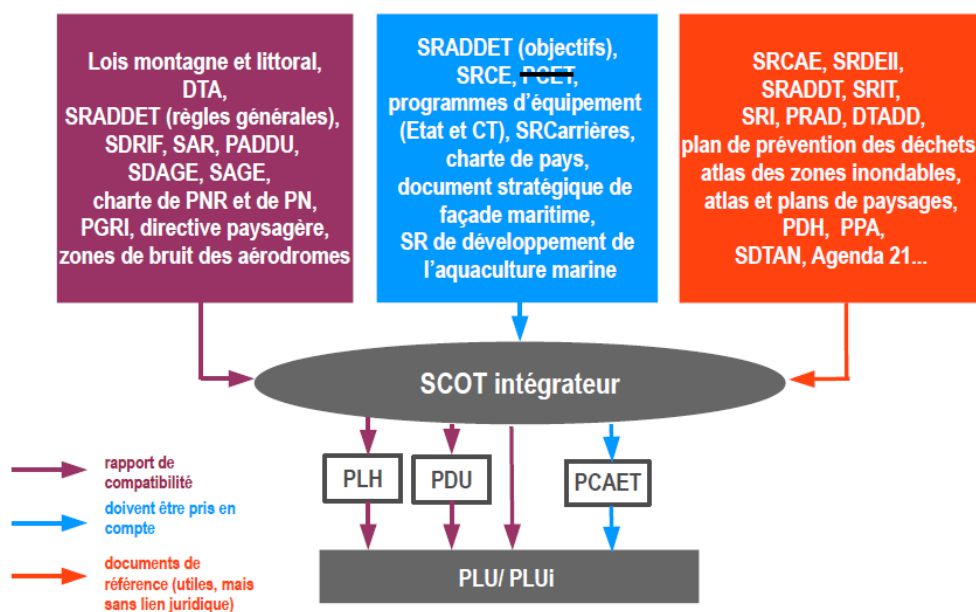 Lois montagne et littoral,
DTA,
SRADDET (règles générales),
SDRIF, SAR, PADDU,
SDAGE, SAGE,
charte de PNR et de PN,
PGRI, directive paysagère,
zones de bruit des aérodromes
SRADDET (objectifs),
SRCE, PCET,
programmes d'équipement
(Etat et CT), SRCarrières,
charte de pays,
document stratégique de
façade maritime,
SR de développement de
l'aquaculture marine
SRCAE, SRDEII,
SRADDT, SRIT,
SRI, PRAD, DTADD,
plan de prévention des déchets
atlas des zones inondables,
atlas et plans de paysages,
PDH, PPA,
SDTAN, Agenda 21...
SCOT intégrateur
PLH
PDU
PCAET
PLU/ PLUi
rapport de
compatibilité
doivent être pris en
compte
documents de
référence (utiles, mais
sans lien juridique)